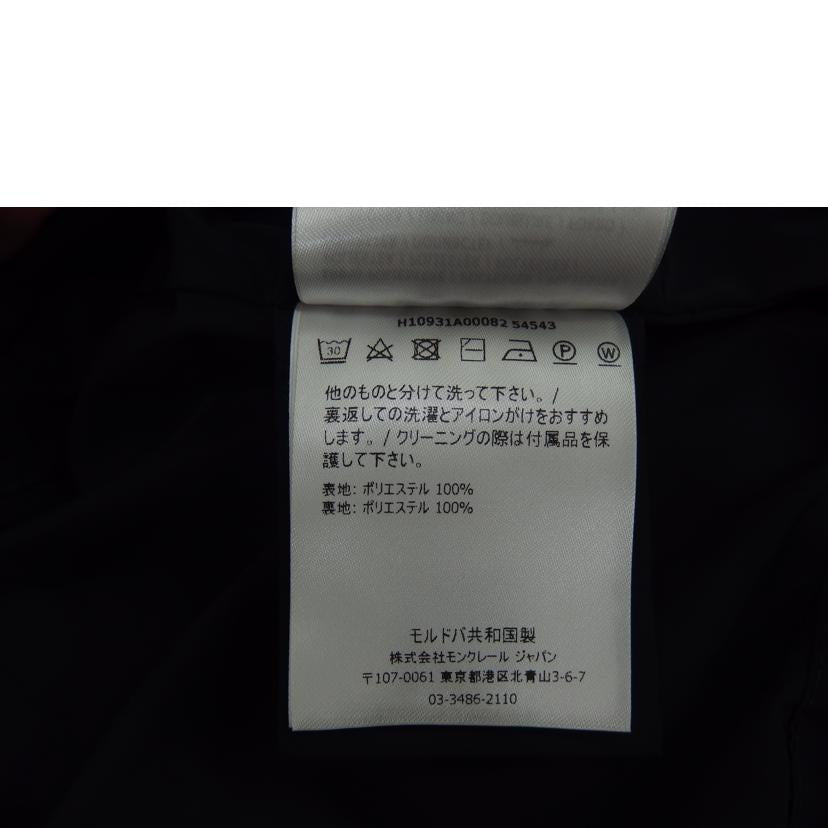 H10931A00082 54543
30
P
W
他のものと分けて洗って下さい。/
裏返しての洗濯とアイロンがけをおすすめ
します。/ クリーニングの際は付属品を保
護して下さい。
表地: ポリエステル 100%
裏地: ポリエステル 100%
モルドバ共和国製
株式会社モンクレール ジャパン
〒107-0061 東京都港区北青山3-6-7
03-3486-2110